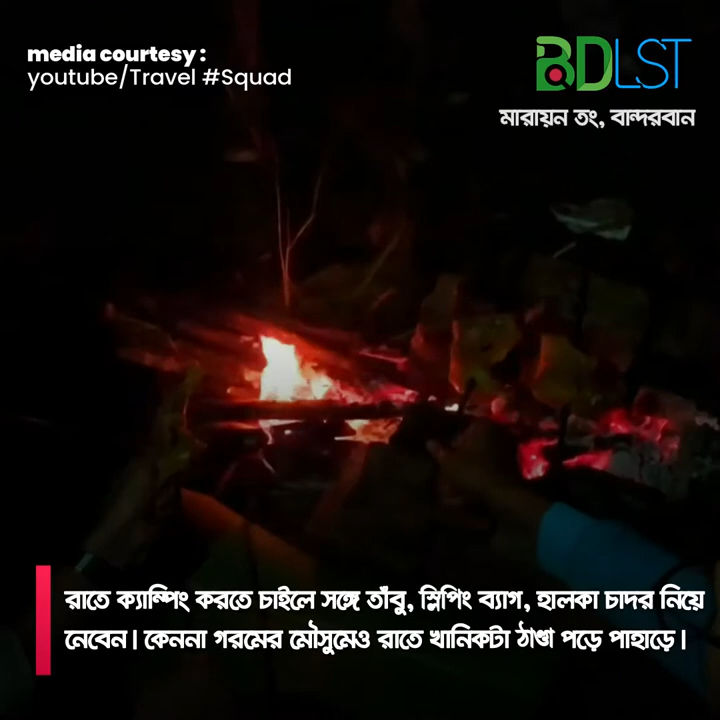 media courtesy :
youtube/Travel #Squad
BDLST
মারায়ন তং, বান্দরবান
রাতে ক্যাম্পিং করতে চাইলে সঙ্গে তাঁবু, স্লিপিং ব্যাগ, হালকা চাদর নিয়ে
নেবেন। কেননা গরমের মৌসুমেও রাতে খানিকটা ঠাণ্ডা পড়ে পাহাড়ে।